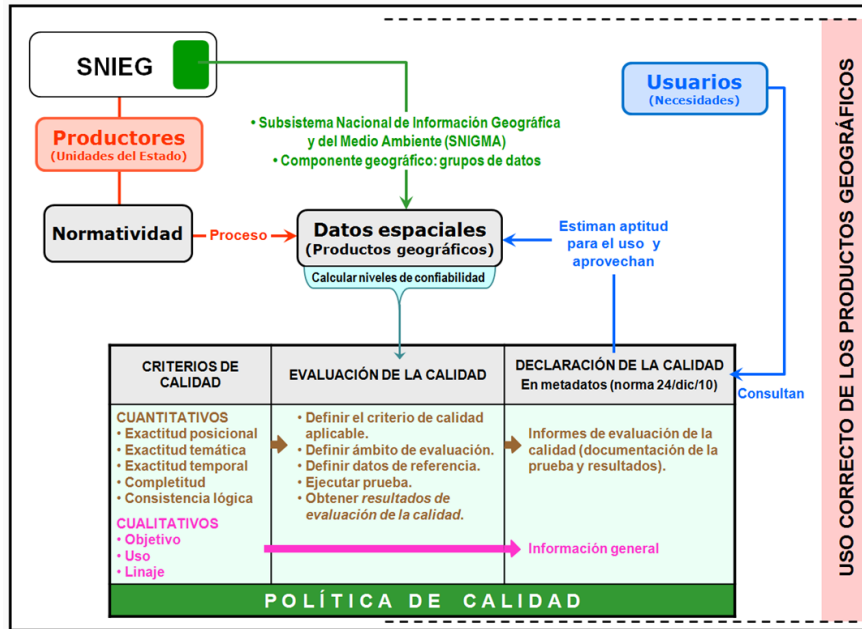 SNIEG
Productores
(Unidades del Estado)
Usuarios
(Necesidades)
• Subsistema Nacional de Información Geográfica
y del Medio Ambiente (SNIGMA)
• Componente geográfico: grupos de datos
Normatividad
Proceso
Datos espaciales
(Productos geográficos)
Calcular niveles de confiabilidad
Estiman aptitud
para el uso y
aprovechan
Consultan
CRITERIOS DE
CALIDAD
EVALUACIÓN DE LA CALIDAD
DECLARACIÓN DE LA CALIDAD
En metadatos (norma 24/dic/10)
CUANTITATIVOS
• Exactitud posicional
• Exactitud temática
• Exactitud temporal
• Completitud
• Consistencia lógica
• Definir el criterio de calidad
aplicable.
• Definir ámbito de evaluación.
• Definir datos de referencia.
• Ejecutar prueba.
• Obtener resultados de
evaluación de la calidad.
Informes de evaluación de la
calidad (documentación de la
prueba y resultados).
CUALITATIVOS
• Objetivo
• Uso
• Linaje
Información general
POLÍTICA DE CALIDAD
USO CORRECTO DE LOS PRODUCTOS GEOGRÁFICOS